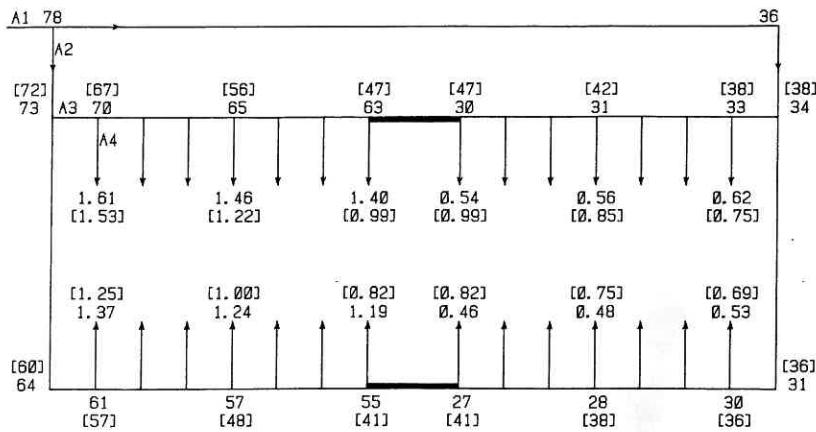 A1 78 36
A2
[72] [67] [56] [47] [47] [42] [38] [38]
73 A3 70 65 63 30 31 33 34
A4
1.61 1.46 1.40 0.54 0.56 0.62
[1.53] [1.22] [0.99] [0.99] [0.85] [0.75]
[1.25] [1.00] [0.82] [0.82] [0.75] [0.69]
1.37 1.24 1.19 0.46 0.48 0.53
[60] [36]
64 31
61 57 55 27 28 30
[57] [48] [41] [41] [38] [36]